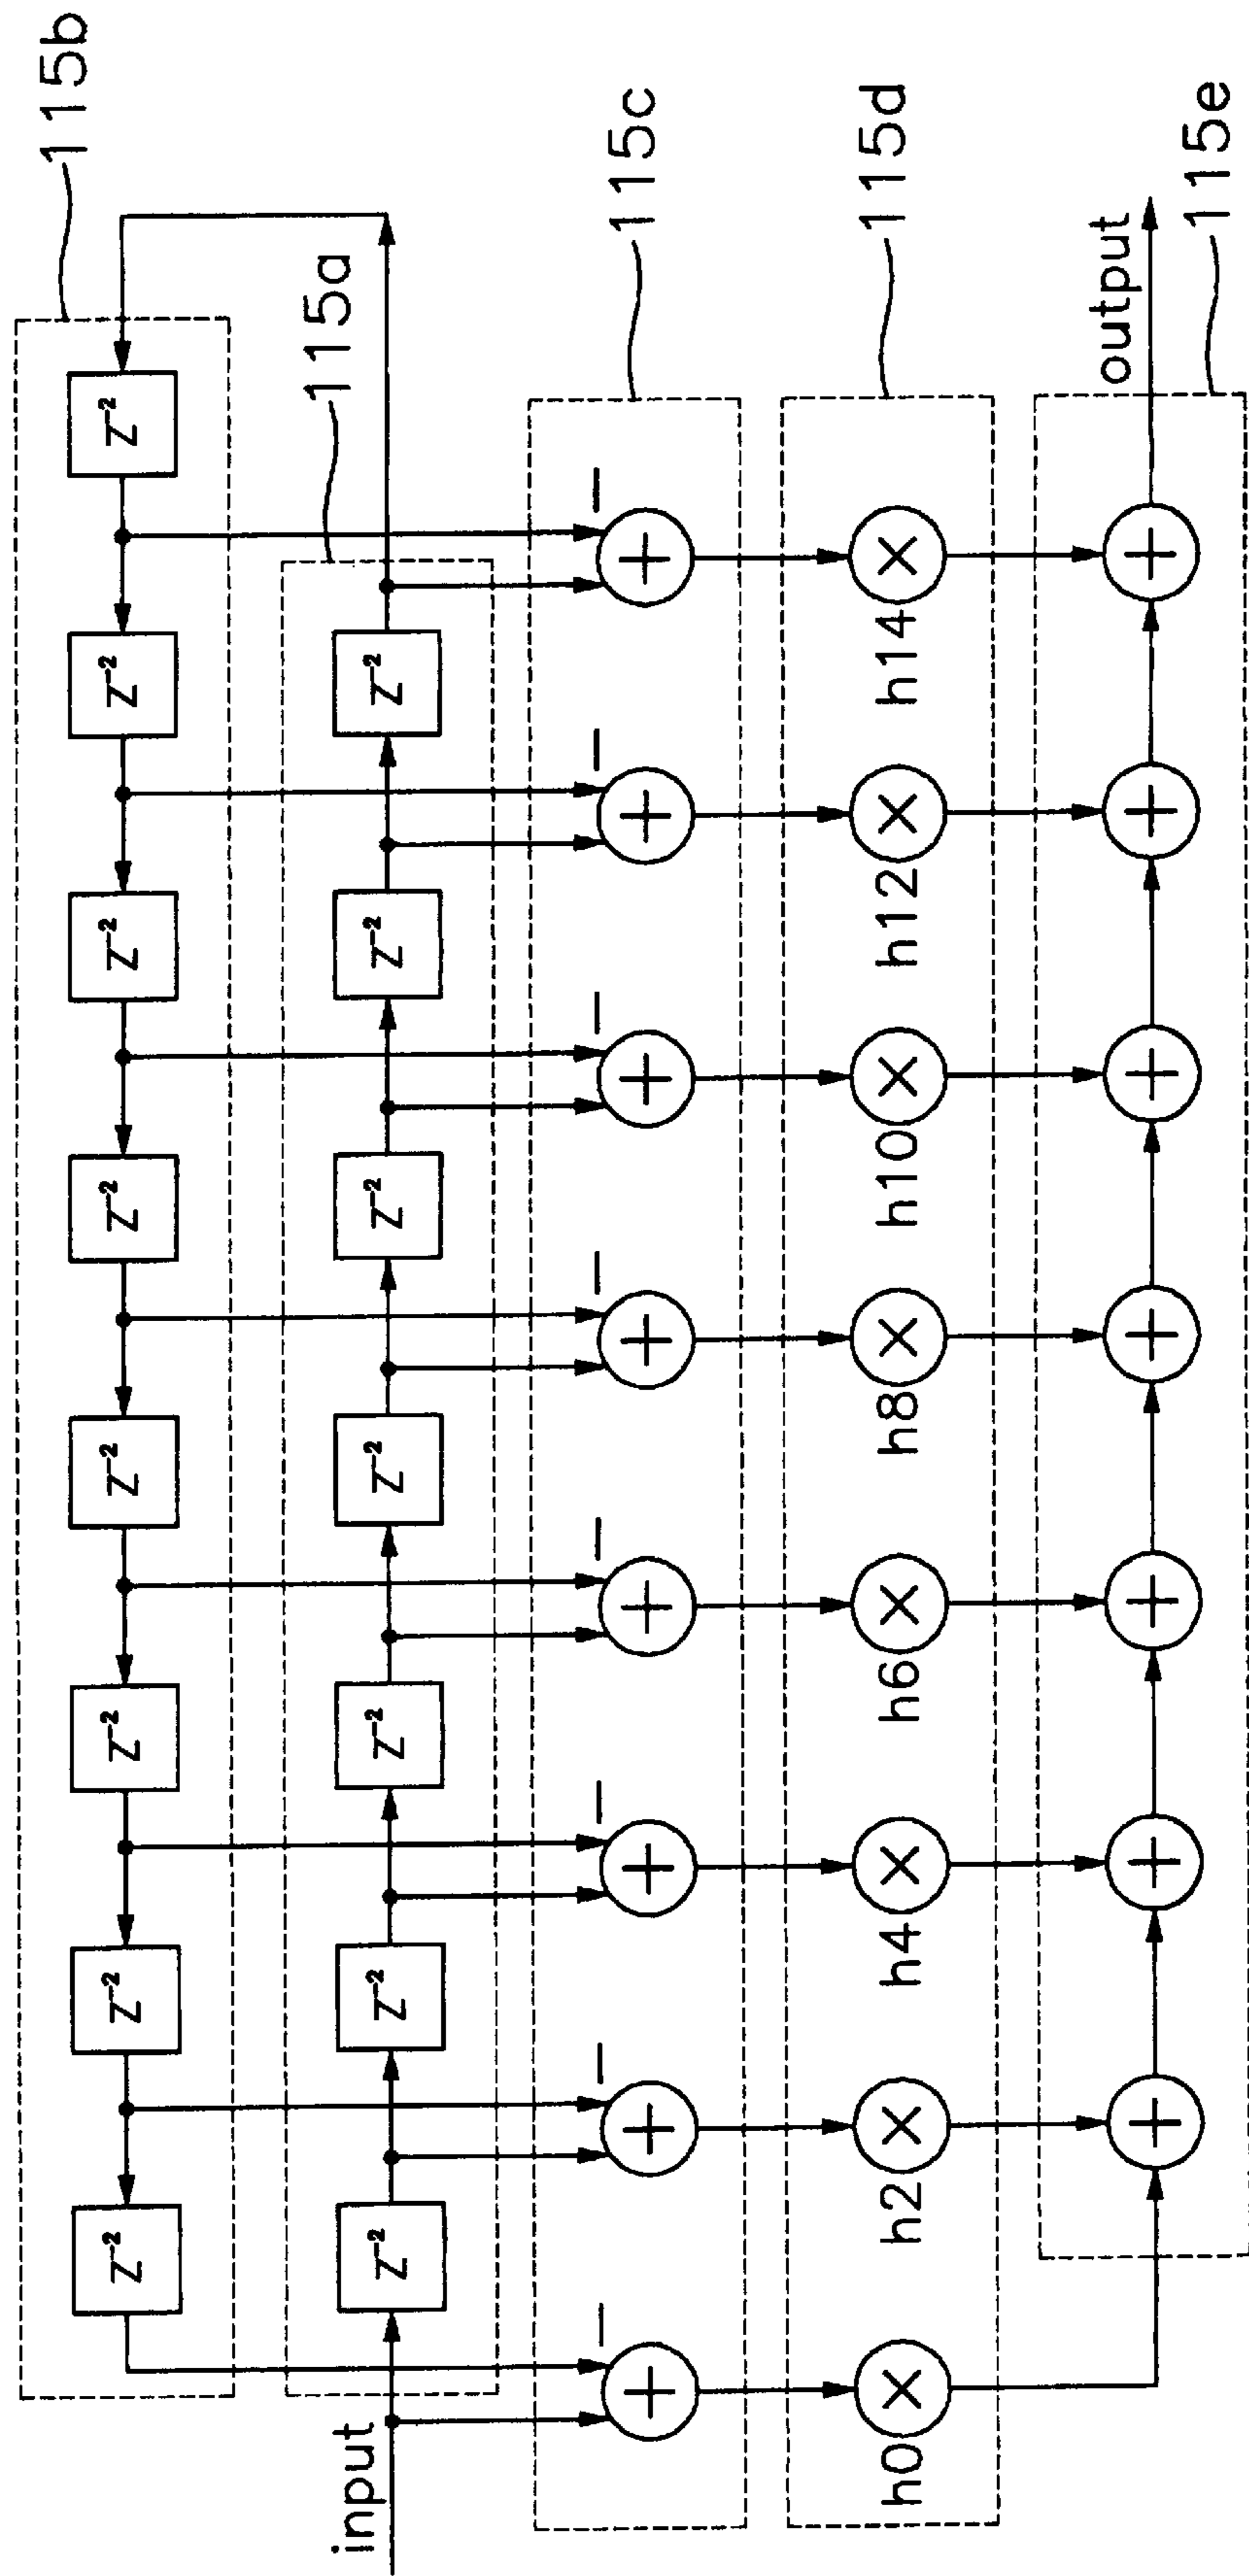 115b
Z⁻² Z⁻² Z⁻² Z⁻² Z⁻² Z⁻² Z⁻² Z⁻²
115a
input Z⁻² Z⁻² Z⁻² Z⁻² Z⁻² Z⁻² Z⁻²
115c
− − − − − − − −
+ + + + + + + +
115d
× × × × × × × ×
h0 h2 h4 h6 h8 h10 h12 h14
output
+ + + + + + +
115e